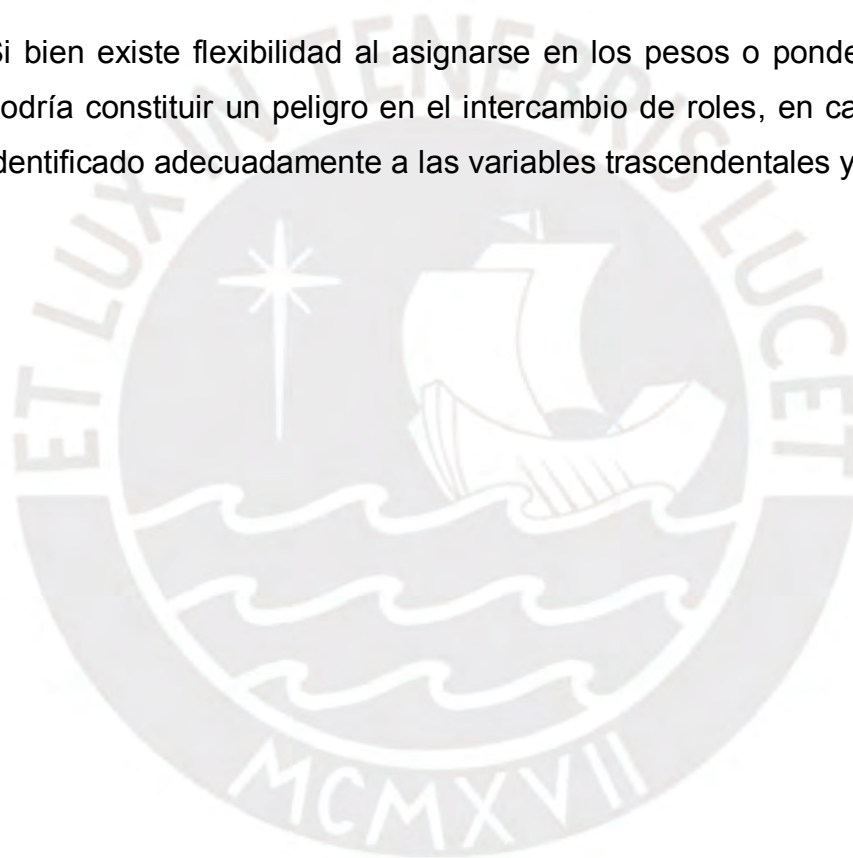 Si bien existe flexibilidad al asignarse en los pesos o ponde
odría constituir un peligro en el intercambio de roles, en ca
dentificado adecuadamente a las variables trascendentales y
ET LUX IN TENEBRIS LUCET
MCMXVII